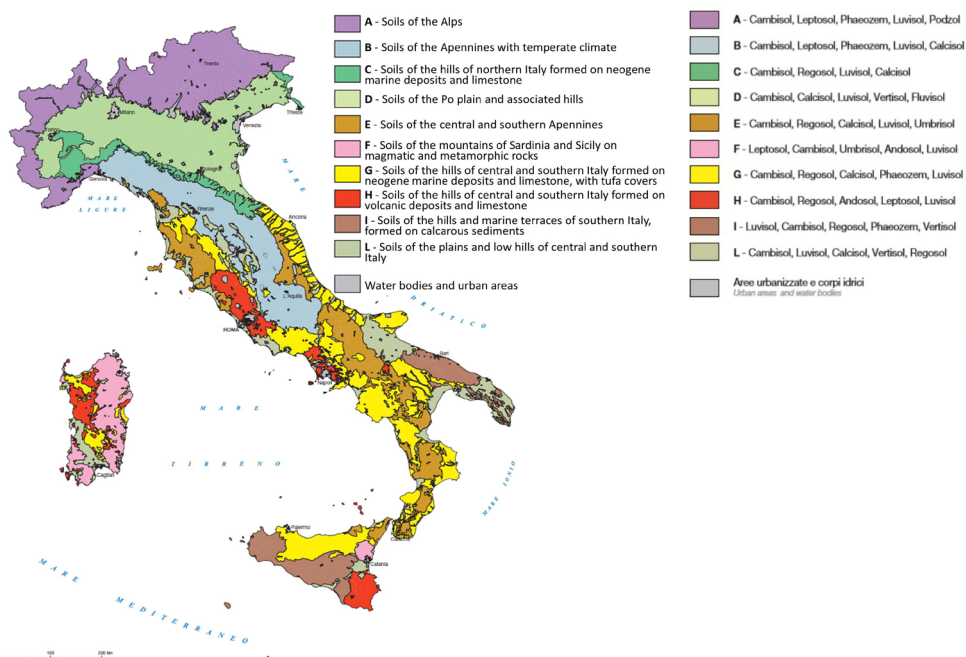 A - Soils of the Alps
B - Soils of the Apennines with temperate climate
C - Soils of the hills of northern Italy formed on neogene
marine deposits and limestone
D - Soils of the Po plain and associated hills
E - Soils of the central and southern Apennines
F - Soils of the mountains of Sardinia and Sicily on
magmatic and metamorphic rocks
G - Soils of the hills of central and southern Italy formed on
neogene marine deposits and limestone, with tufa covers
H - Soils of the hills of central and southern Italy formed on
volcanic deposits and limestone
I - Soils of the hills and marine terraces of southern Italy,
formed on calcarous sediments
L - Soils of the plains and low hills of central and southern
Italy
Water bodies and urban areas
A - Cambisol, Leptosol, Phaeozem, Luvisol, Podzol
B - Cambisol, Leptosol, Phaeozem, Luvisol, Calcisol
C - Cambisol, Regosol, Luvisol, Calcisol
D - Cambisol, Calcisol, Luvisol, Vertisol, Fluvisol
E - Cambisol, Regosol, Calcisol, Luvisol, Umbrisol
F - Leptosol, Cambisol, Umbrisol, Andosol, Luvisol
G - Cambisol, Regosol, Calcisol, Phaeozem, Luvisol
H - Cambisol, Regosol, Andosol, Leptosol, Luvisol
I - Luvisol, Cambisol, Regosol, Phaeozem, Vertisol
L - Cambisol, Luvisol, Calcisol, Vertisol, Regosol
Aree urbanizzate e corpi idrici
Urban areas and water bodies
Trento
Milano
Trieste
Torino
Venezia
Bologna
Genova
MARE
LIGURE
MARE
Firenze
Ancona
L'Aquila
ADRIATICO
ROMA
Bari
Napoli
MARE
TIRRENO
Cagliari
MARE IONIO
Palermo
Catania
MARE
MEDITERRANEO
100
200 km